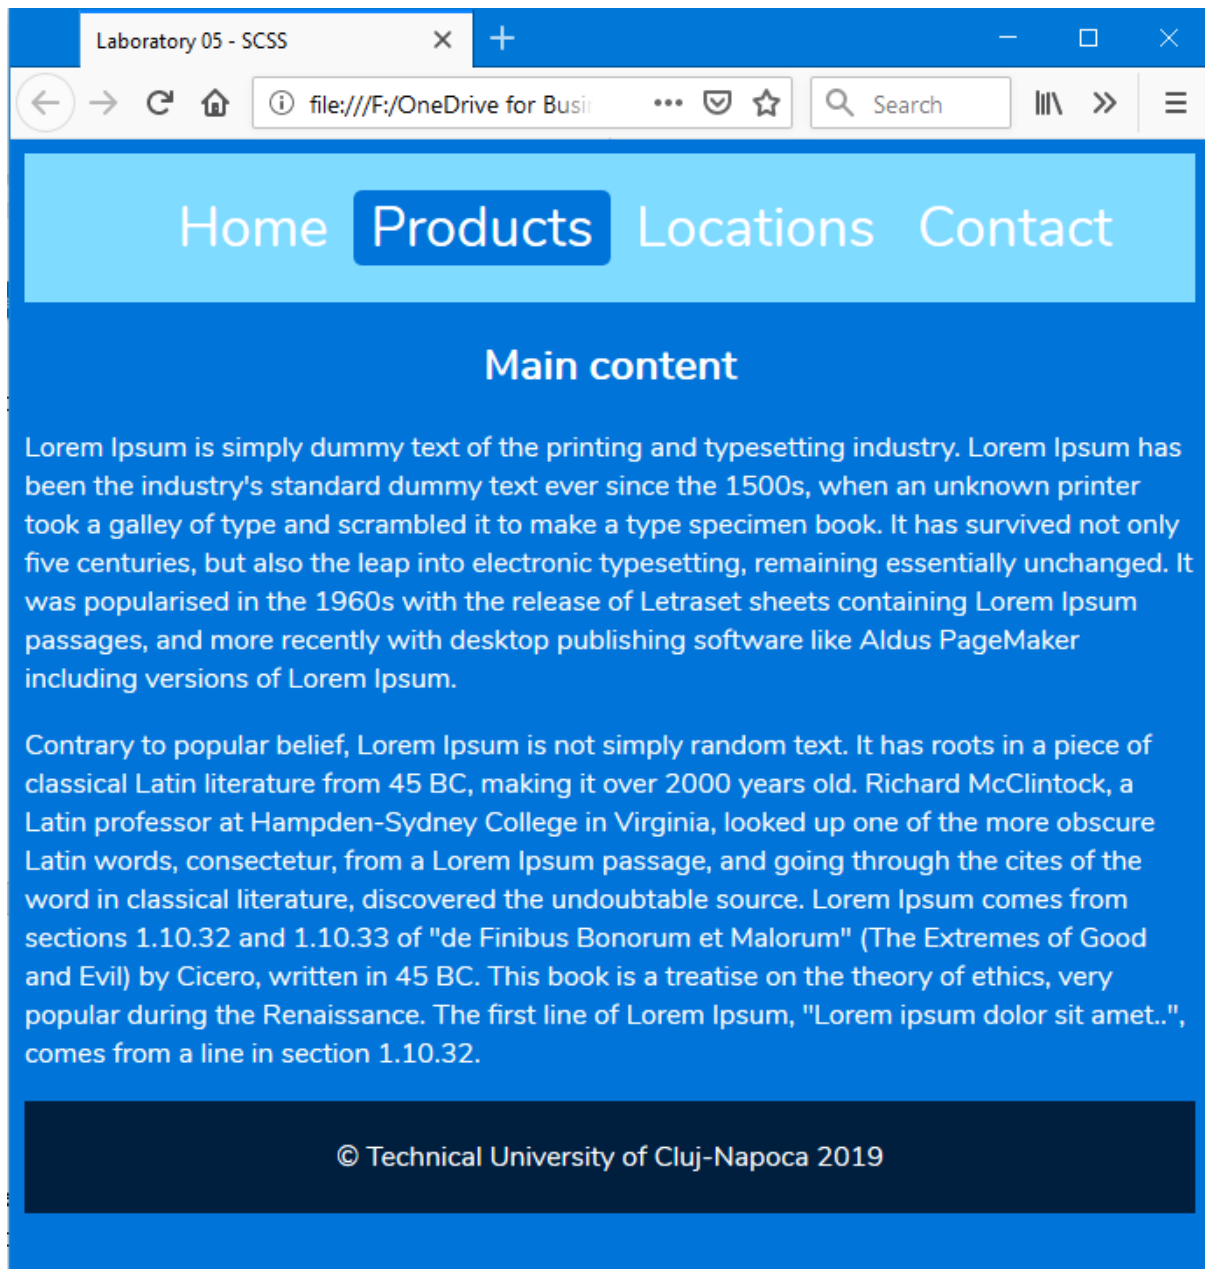 Laboratory 05 - SCSS
file:///F:/OneDrive for Busi
Search
Home Products Locations Contact
Main content
Lorem Ipsum is simply dummy text of the printing and typesetting industry. Lorem Ipsum has
been the industry's standard dummy text ever since the 1500s, when an unknown printer
took a galley of type and scrambled it to make a type specimen book. It has survived not only
five centuries, but also the leap into electronic typesetting, remaining essentially unchanged. It
was popularised in the 1960s with the release of Letraset sheets containing Lorem Ipsum
passages, and more recently with desktop publishing software like Aldus PageMaker
including versions of Lorem Ipsum.
Contrary to popular belief, Lorem Ipsum is not simply random text. It has roots in a piece of
classical Latin literature from 45 BC, making it over 2000 years old. Richard McClintock, a
Latin professor at Hampden-Sydney College in Virginia, looked up one of the more obscure
Latin words, consectetur, from a Lorem Ipsum passage, and going through the cites of the
word in classical literature, discovered the undoubtable source. Lorem Ipsum comes from
sections 1.10.32 and 1.10.33 of "de Finibus Bonorum et Malorum" (The Extremes of Good
and Evil) by Cicero, written in 45 BC. This book is a treatise on the theory of ethics, very
popular during the Renaissance. The first line of Lorem Ipsum, "Lorem ipsum dolor sit amet..",
comes from a line in section 1.10.32.
© Technical University of Cluj-Napoca 2019